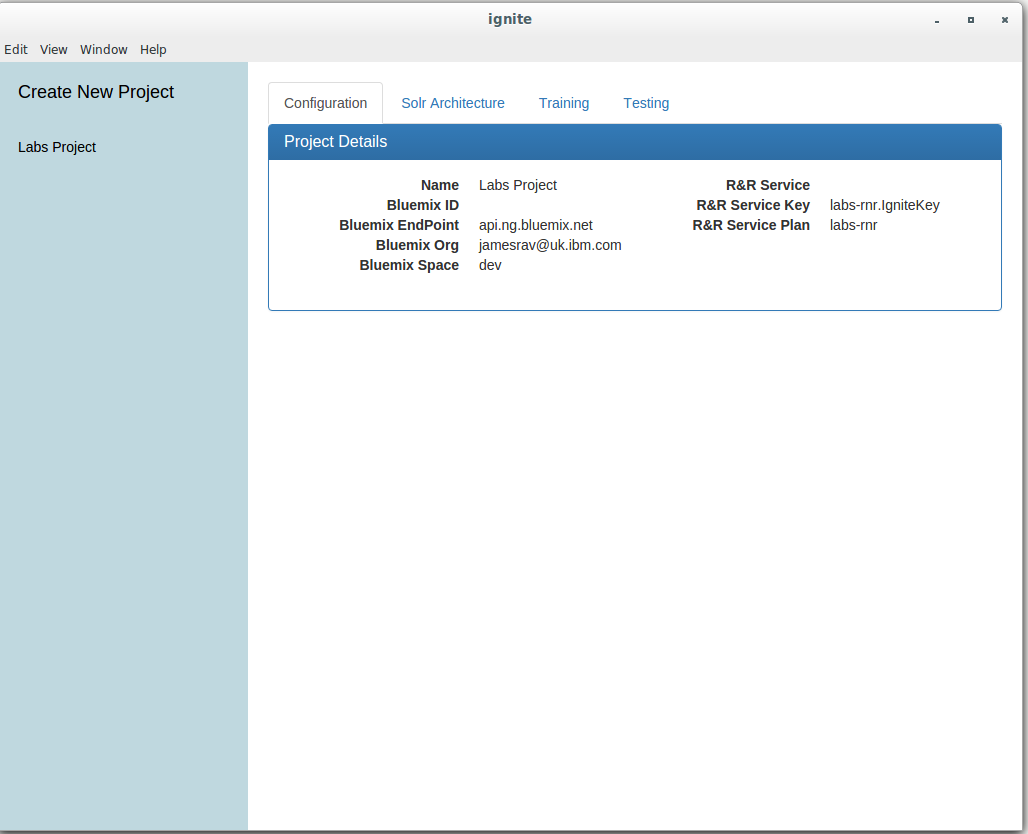 ignite
Edit View Window Help
Create New Project
Labs Project
Configuration Solr Architecture Training Testing
Project Details
Name Labs Project
Bluemix ID
Bluemix EndPoint api.ng.bluemix.net
Bluemix Org jamesrav@uk.ibm.com
Bluemix Space dev
R&R Service
R&R Service Key labs-rnr.IgniteKey
R&R Service Plan labs-rnr